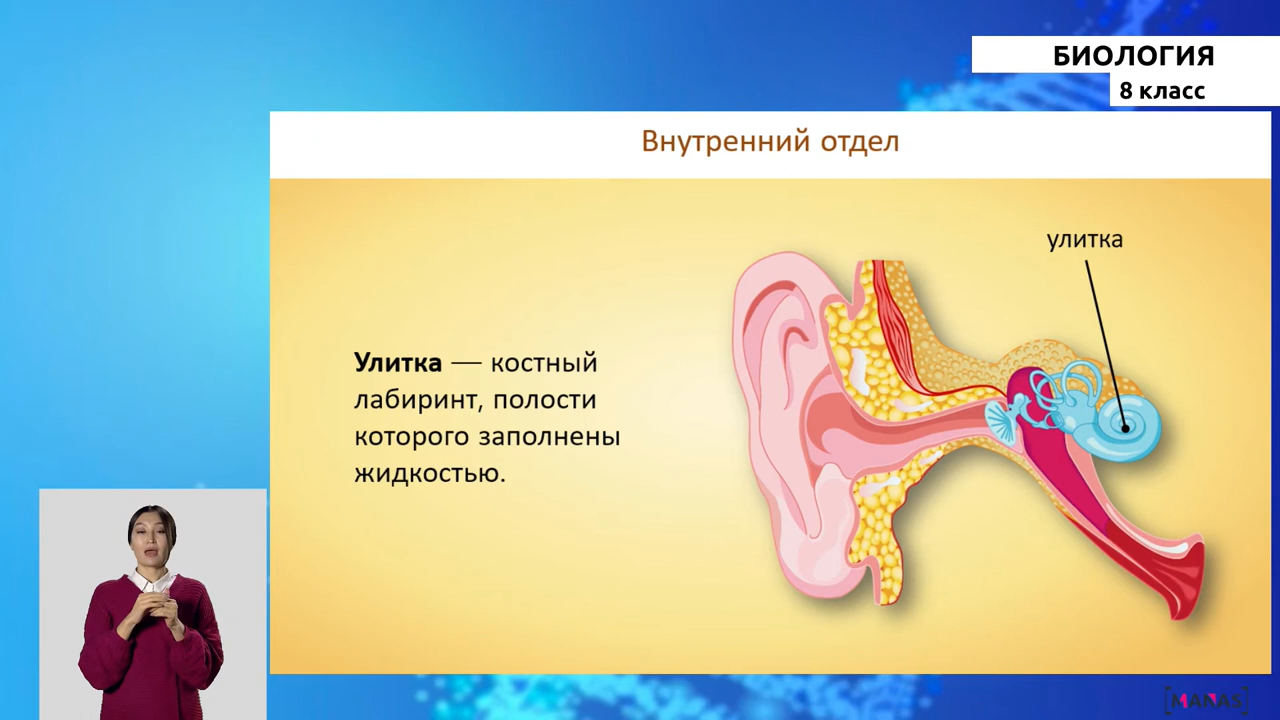 БИОЛОГИЯ
8 класс
Внутренний отдел
улитка
Улитка — костный
лабиринт, полости
которого заполнены
жидкостью.
MANAS